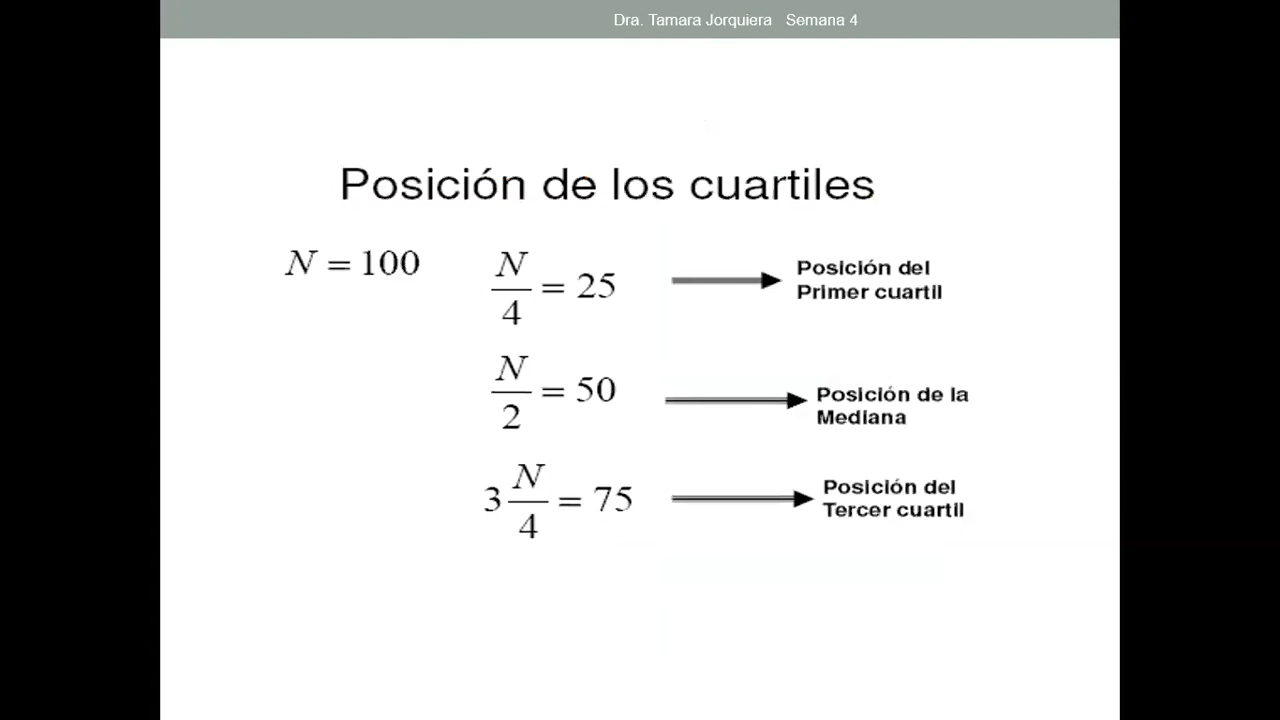 Dra. Tamara Jorquiera Semana 4
Posición de los cuartiles
N = 100
N/4 = 25
Posición del
Primer cuartil
N/2 = 50
Posición de la
Mediana
3 N/4 = 75
Posición del
Tercer cuartil